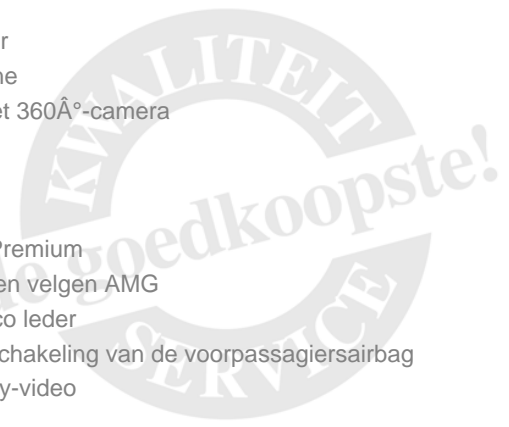 r
ne
et 360Â°-camera
Premium
en velgen AMG
co leder
chakeling van de voorpassagiersairbag
y-video
KWALITEIT
de goedkoopste!
SERVICE